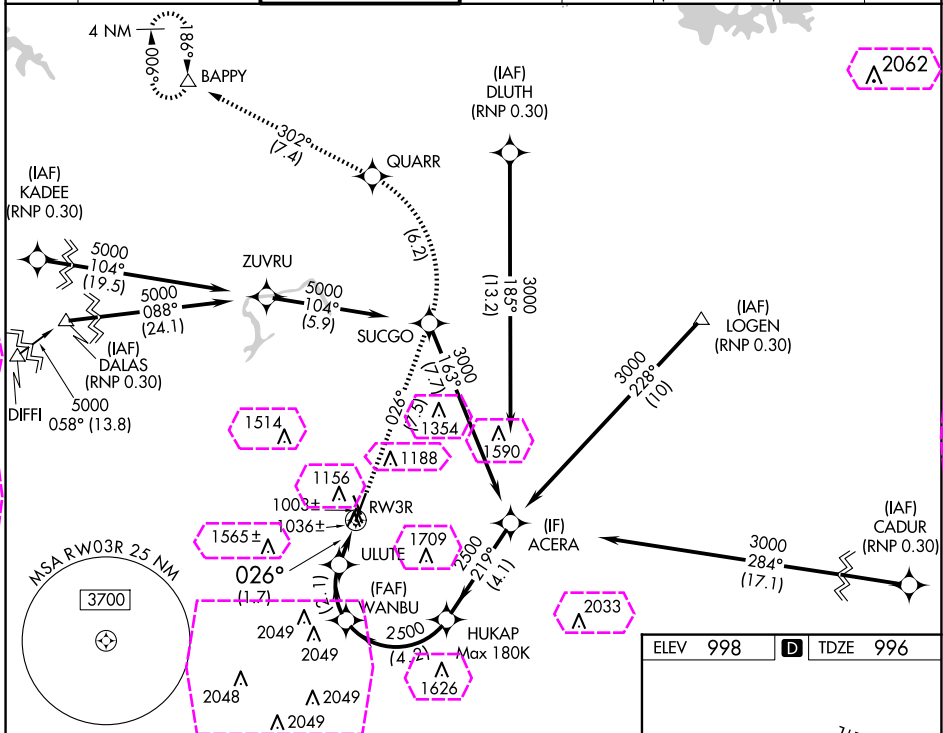 4 NM
186°
006°
BAPPY
302°
(7.4)
QUARR
(6.2)
(IAF)
DLUTH
(RNP 0.30)
3000
185°
(13.2)
2062
(IAF)
KADEE
(RNP 0.30)
5000
104°
(19.5)
ZUVRU
5000
104°
(5.9)
SUCGO
5000
088°
(24.1)
(IAF)
DALAS
(RNP 0.30)
DIFFI
5000
058° (13.8)
(IAF)
LOGEN
(RNP 0.30)
3000
228°
(10)
3000
163°
(7.7)
026°
(7.5)
1354
1514
1188
1590
1156
1003±
1036±
RW3R
1565±
ULUTE
1709
(IF)
ACERA
(IAF)
CADUR
(RNP 0.30)
3000
284°
(17.1)
026°
(1.7)
(2.1)
(FAF)
WANBU
2500
219°
(4.1)
2500
(4.2)
HUKAP
Max 180K
2033
MSA RW03R 25 NM
3700
2049
2049
2048
2049
2049
1626
ELEV 998
D
TDZE 996